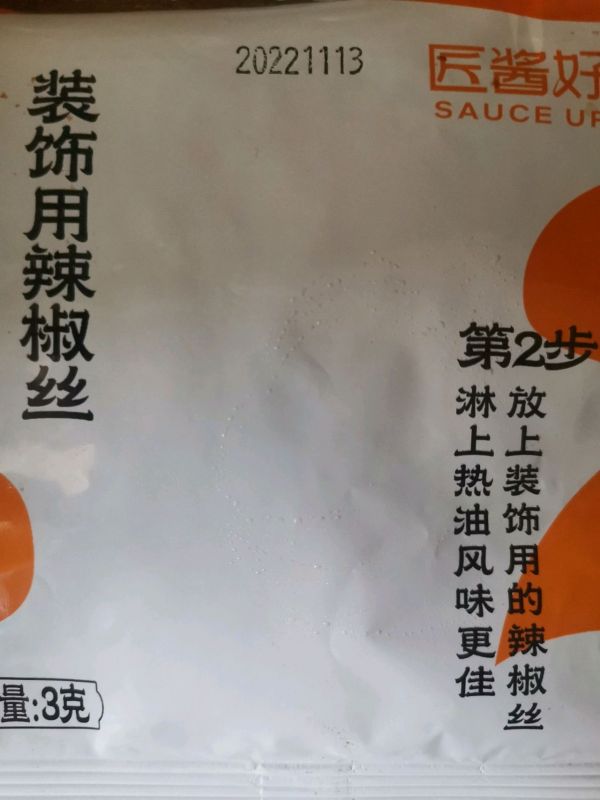 20221113
匠酱好
SAUCE UP
装饰用辣椒丝
第2步
放上装饰用的辣椒丝
淋上热油风味更佳
量:3克